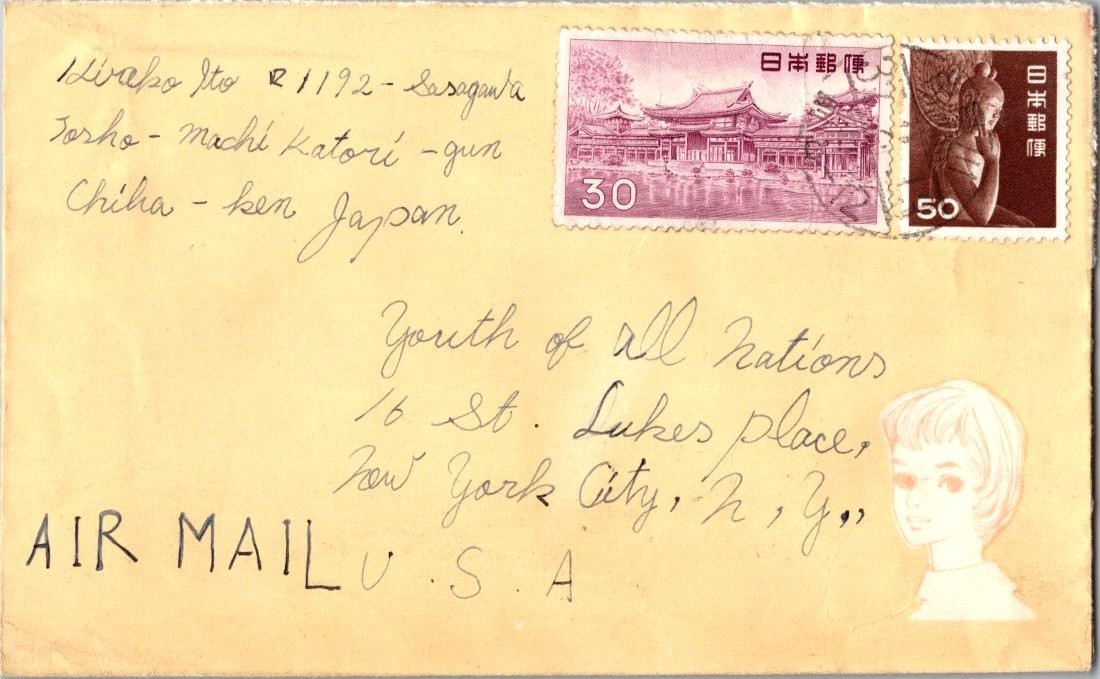 Hiroko Ito 1192 - Sasagawa
Tosho - machi Katori - gun
Chiba - ken Japan.
日本郵便
30
日本郵便
50
Youth of all nations
16 St. Lukes place,
New York City, N, Y,,
U. S. A
AIR MAIL